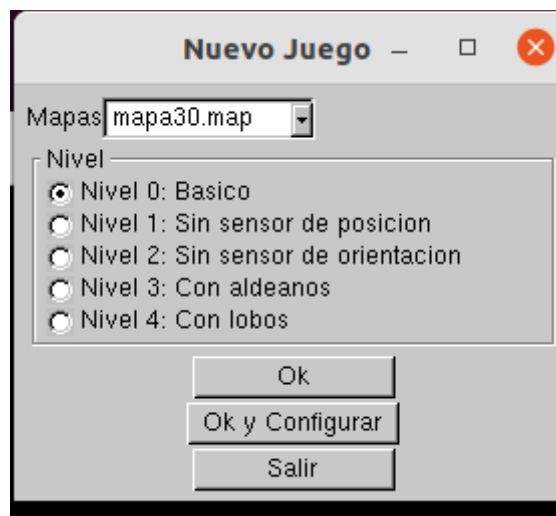 Nuevo Juego
Mapas mapa30.map
Nivel
Nivel 0: Basico
Nivel 1: Sin sensor de posicion
Nivel 2: Sin sensor de orientacion
Nivel 3: Con aldeanos
Nivel 4: Con lobos
Ok
Ok y Configurar
Salir